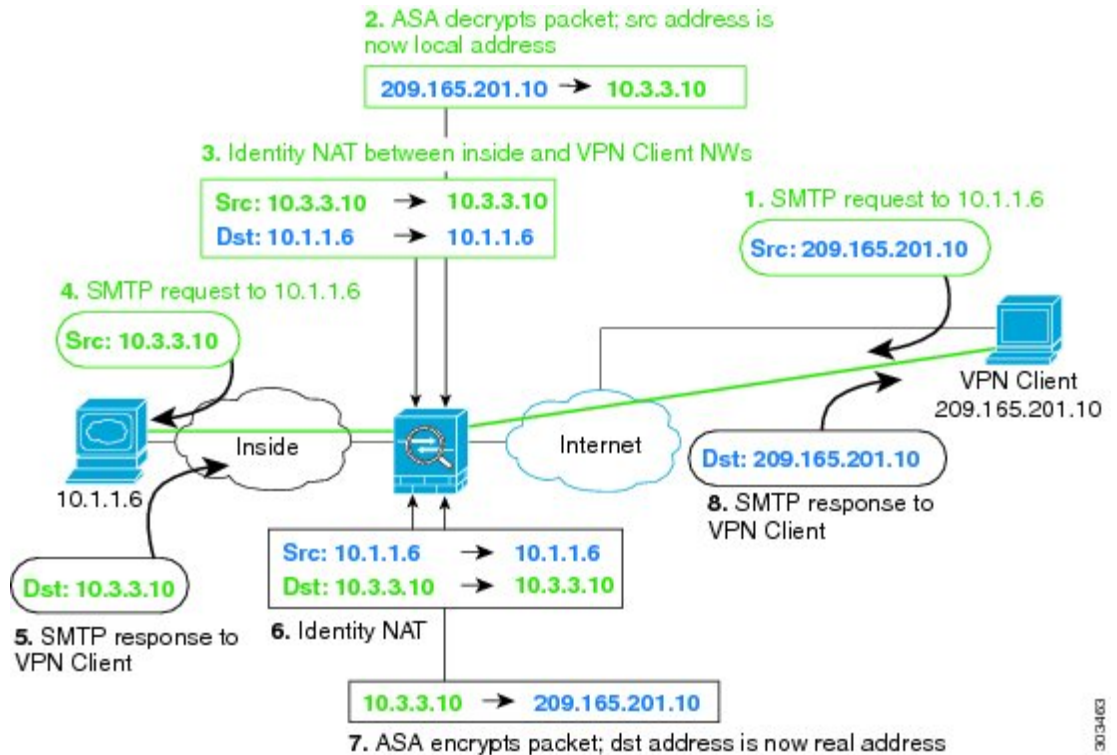 2. ASA decrypts packet; src address is
now local address
209.165.201.10 → 10.3.3.10
3. Identity NAT between inside and VPN Client NWs
Src: 10.3.3.10 → 10.3.3.10
Dst: 10.1.1.6 → 10.1.1.6
1. SMTP request to 10.1.1.6
Src: 209.165.201.10
4. SMTP request to 10.1.1.6
Src: 10.3.3.10
VPN Client
209.165.201.10
Inside
Internet
10.1.1.6
Dst: 209.165.201.10
8. SMTP response to
VPN Client
Src: 10.1.1.6 → 10.1.1.6
Dst: 10.3.3.10 → 10.3.3.10
Dst: 10.3.3.10
5. SMTP response to
VPN Client
6. Identity NAT
10.3.3.10 → 209.165.201.10
7. ASA encrypts packet; dst address is now real address
303463